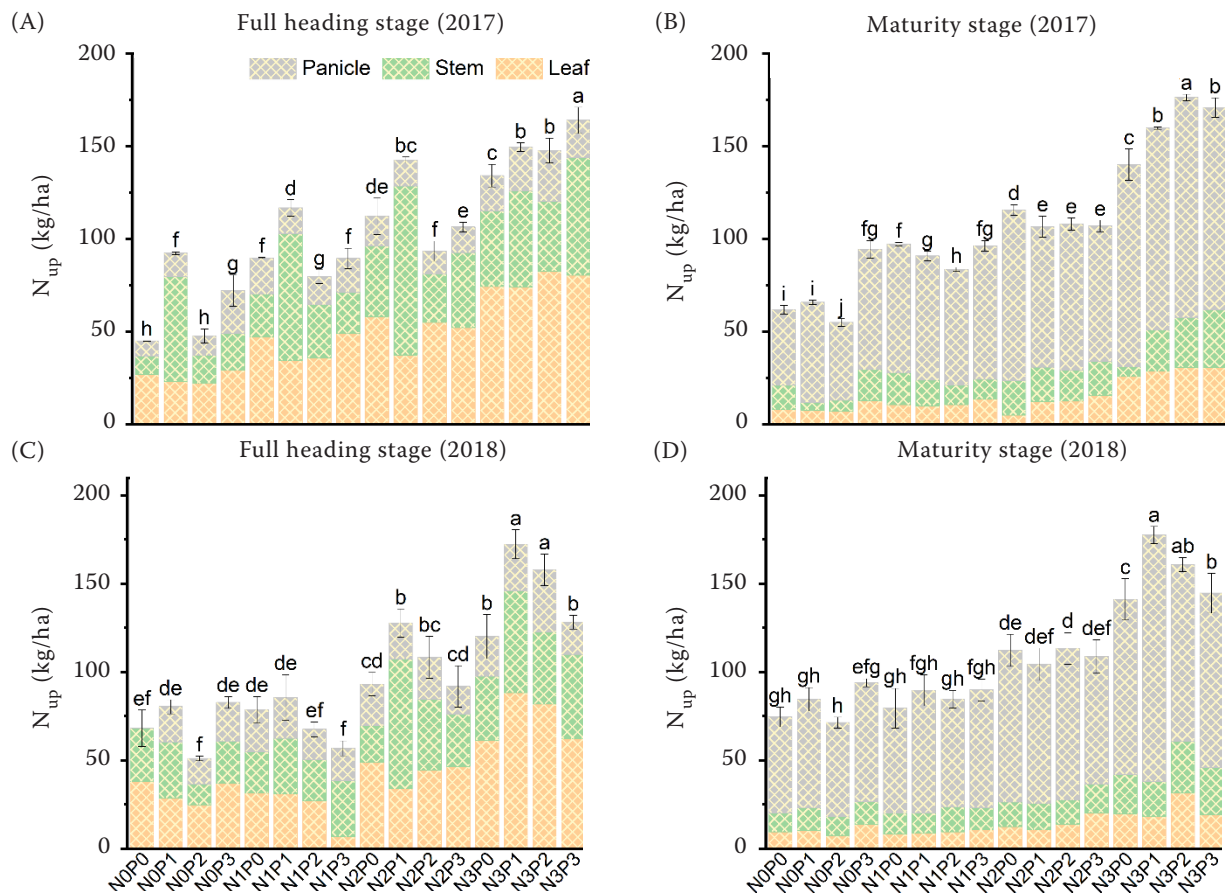 (A) Full heading stage (2017)
Panicle Stem Leaf
N_up (kg/ha)
200
150
100
50
0
h f h g f d g f de bc f e c b b a
(B) Maturity stage (2017)
N_up (kg/ha)
200
150
100
50
0
i i j fg f g h fg d e e e c b a b
(C) Full heading stage (2018)
N_up (kg/ha)
200
150
100
50
0
ef de f de de de ef f cd b bc cd b a a b
N0P0 N0P1 N0P2 N0P3 N1P0 N1P1 N1P2 N1P3 N2P0 N2P1 N2P2 N2P3 N3P0 N3P1 N3P2 N3P3
(D) Maturity stage (2018)
N_up (kg/ha)
200
150
100
50
0
gh gh h efg gh fgh gh fgh de def d def c a ab b
N0P0 N0P1 N0P2 N0P3 N1P0 N1P1 N1P2 N1P3 N2P0 N2P1 N2P2 N2P3 N3P0 N3P1 N3P2 N3P3